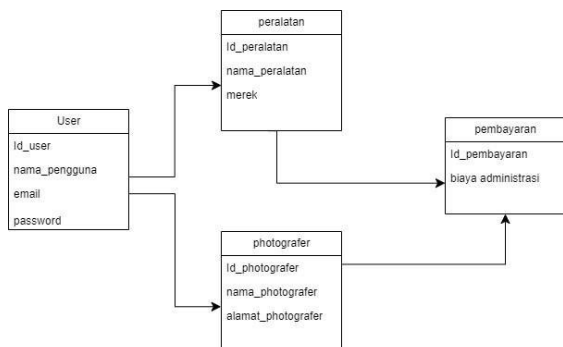 peralatan
Id_peralatan
nama_peralatan
merek
User
Id_user
nama_pengguna
email
password
pembayaran
Id_pembayaran
biaya administrasi
photografer
Id_photografer
nama_photografer
alamat_photografer